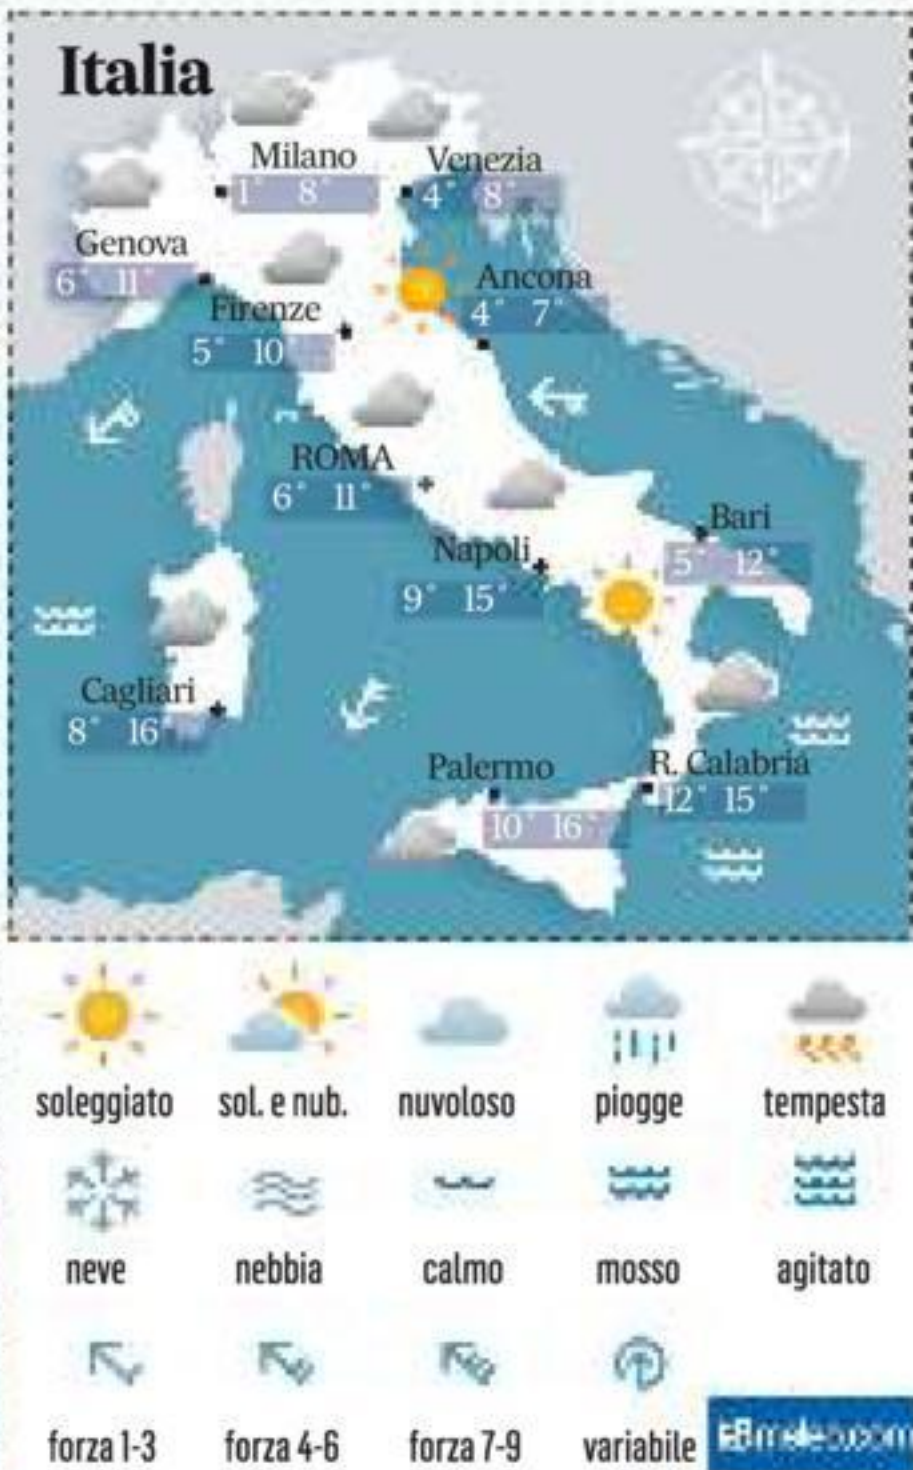 Italia
Milano
1° 8°
Venezia
4° 8°
Genova
6° 11°
Ancona
4° 7°
Firenze
5° 10°
ROMA
6° 11°
Bari
5° 12°
Napoli
9° 15°
Cagliari
8° 16°
Palermo
10° 16°
R. Calabria
12° 15°
soleggiato sol. e nub. nuvoloso piogge tempesta
neve nebbia calmo mosso agitato
forza 1-3 forza 4-6 forza 7-9 variabile